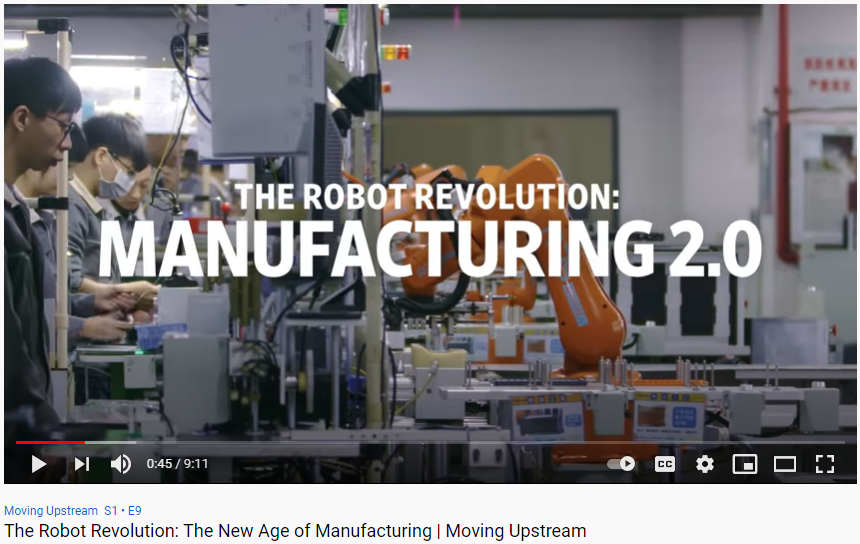 THE ROBOT REVOLUTION:
MANUFACTURING 2.0
0:45 / 9:11
CC
Moving Upstream S1 • E9
The Robot Revolution: The New Age of Manufacturing | Moving Upstream